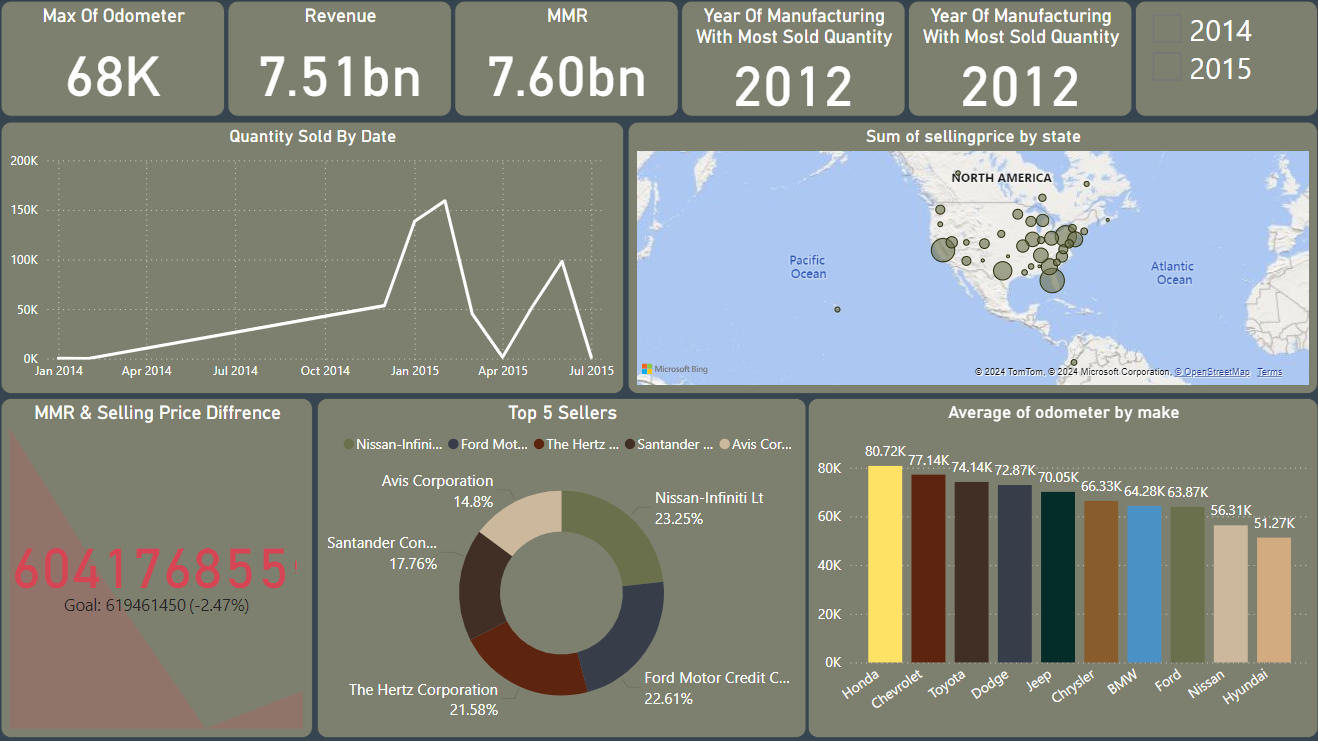 Max Of Odometer
68K
Revenue
7.51bn
MMR
7.60bn
Year Of Manufacturing
With Most Sold Quantity
2012
Year Of Manufacturing
With Most Sold Quantity
2012
2014
2015
Quantity Sold By Date
200K
150K
100K
50K
0K
Jan 2014
Apr 2014
Jul 2014
Oct 2014
Jan 2015
Apr 2015
Jul 2015
Sum of sellingprice by state
NORTH AMERICA
Pacific
Ocean
Atlantic
Ocean
Microsoft Bing
© 2024 TomTom, © 2024 Microsoft Corporation, © OpenStreetMap Terms
MMR & Selling Price Diffrence
604176855
Goal: 619461450 (-2.47%)
Top 5 Sellers
Nissan-Infini... Ford Mot... The Hertz ... Santander ... Avis Cor...
Avis Corporation
14.8%
Nissan-Infiniti Lt
23.25%
Santander Con...
17.76%
Ford Motor Credit C...
22.61%
The Hertz Corporation
21.58%
Average of odometer by make
80K
60K
40K
20K
0K
80.72K
77.14K
74.14K
72.87K
70.05K
66.33K
64.28K
63.87K
56.31K
51.27K
Honda
Chevrolet
Toyota
Dodge
Jeep
Chrysler
BMW
Ford
Nissan
Hyundai